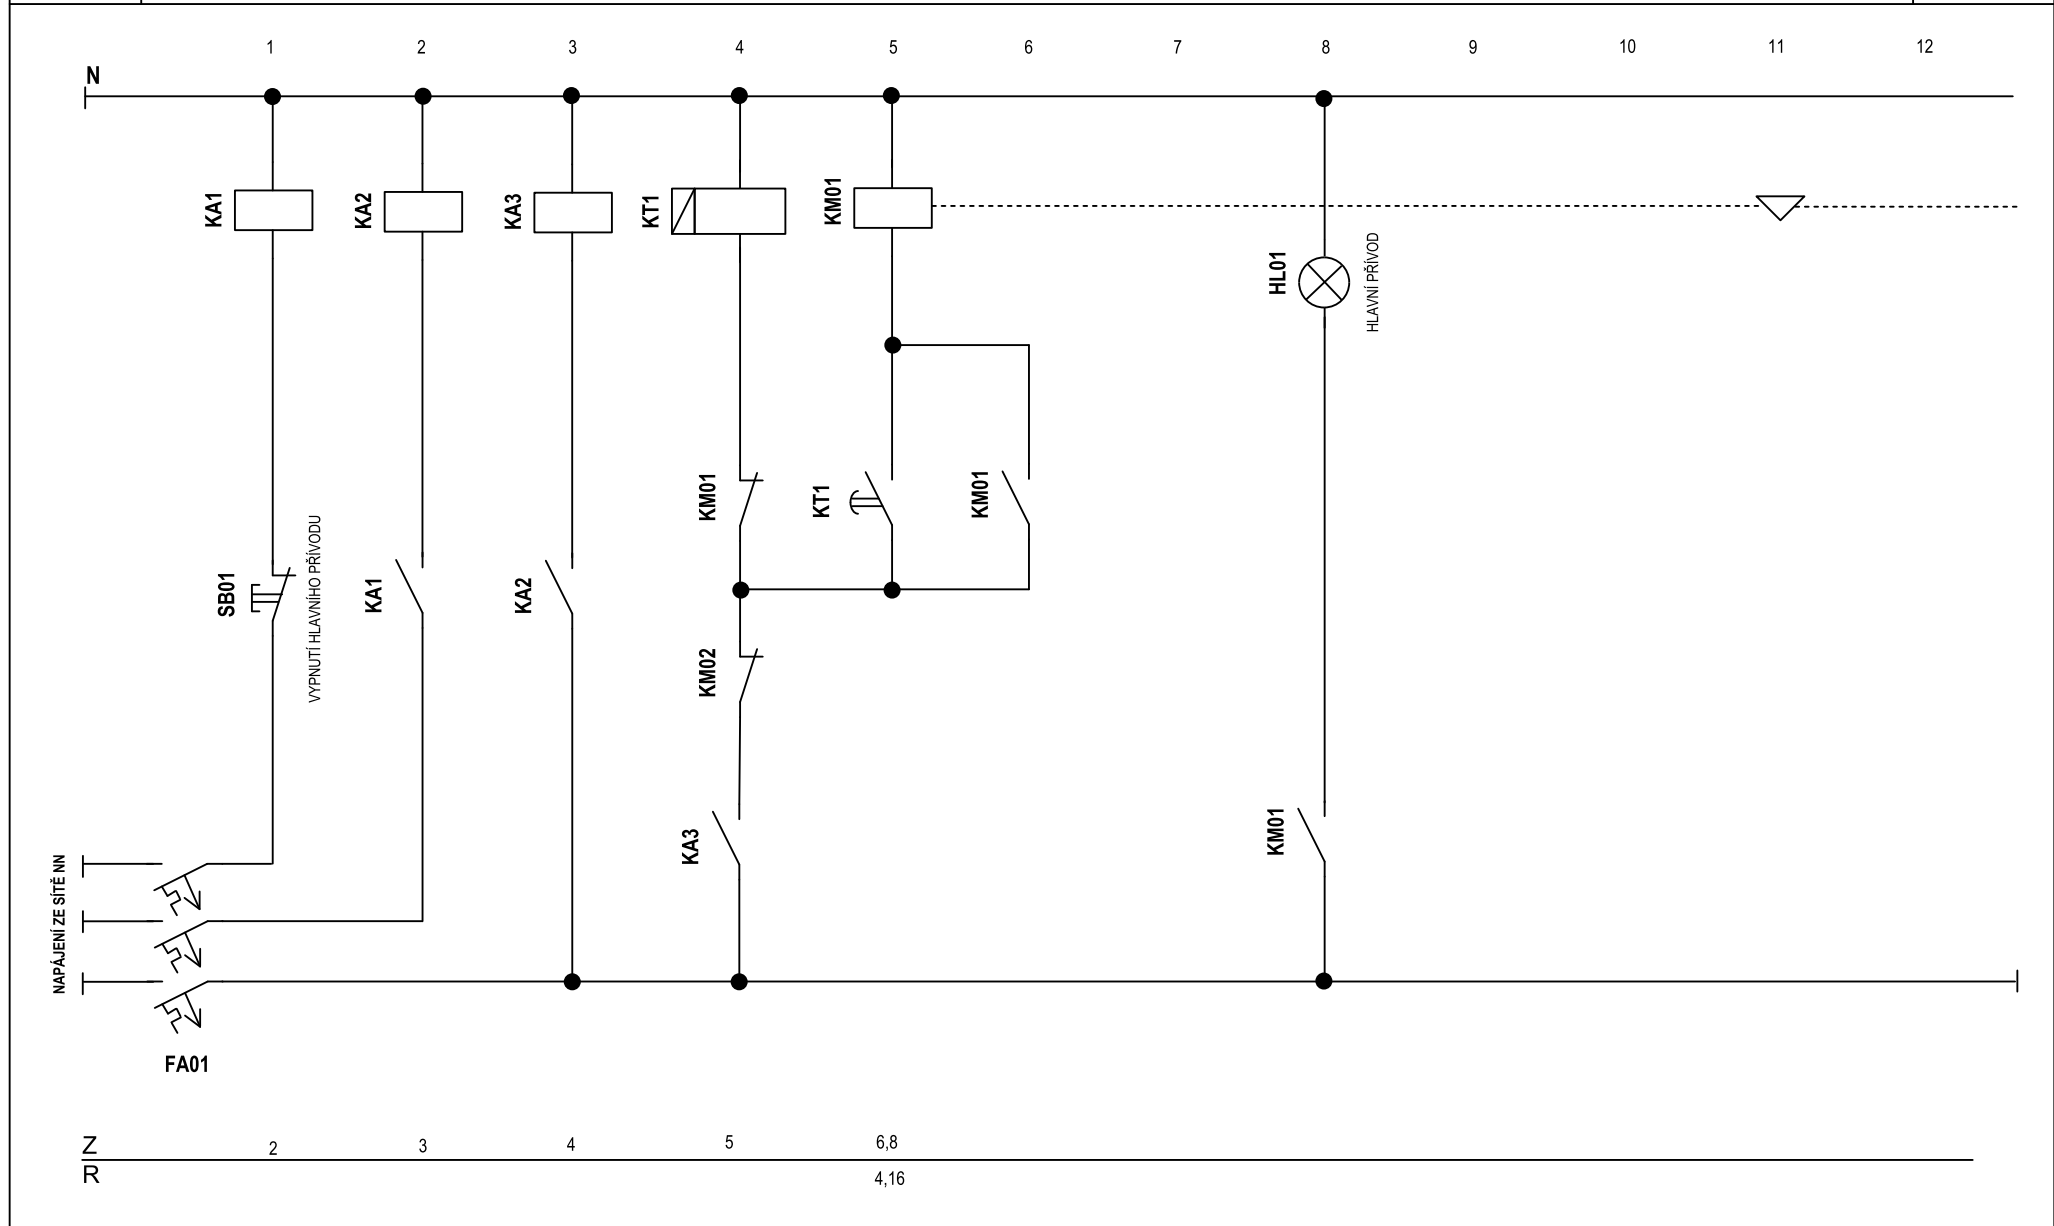 1 2 3 4 5 6 7 8 9 10 11 12
N
KA1
KA2
KA3
KT1
KM01
HL01
HLAVNÍ PŘÍVOD
KM01
KT1
KM01
SB01
VYPNUTÍ HLAVNÍHO PŘÍVODU
KA1
KA2
KM02
KA3
KM01
NAPÁJENÍ ZE SÍTĚ NN
FA01
Z 2 3 4 5 6,8
R 4,16